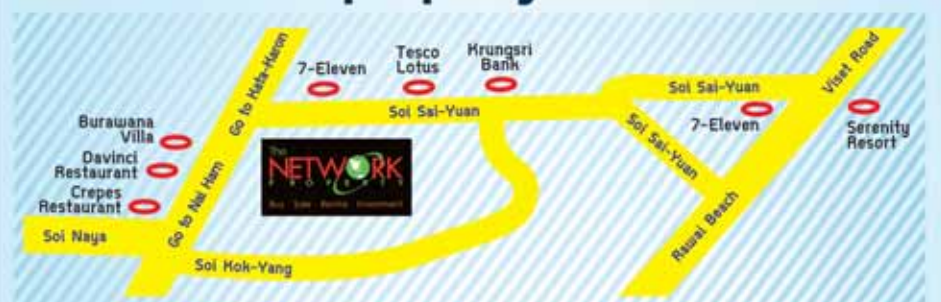 Go to Kata-Karon
7-Eleven
Tesco
Lotus
Krungsri
Bank
Soi Sai-Yuan
Soi Sai-Yuan
Viset Road
7-Eleven
Serenity
Resort
Soi Sai-Yuan
Burawana
Villa
Davinci
Restaurant
Crepes
Restaurant
The
NETWORK
PROPERTY
Buy Sale Rental Investment
Go to Nai Harn
Soi Naya
Soi Kok-Yang
Rawai Beach